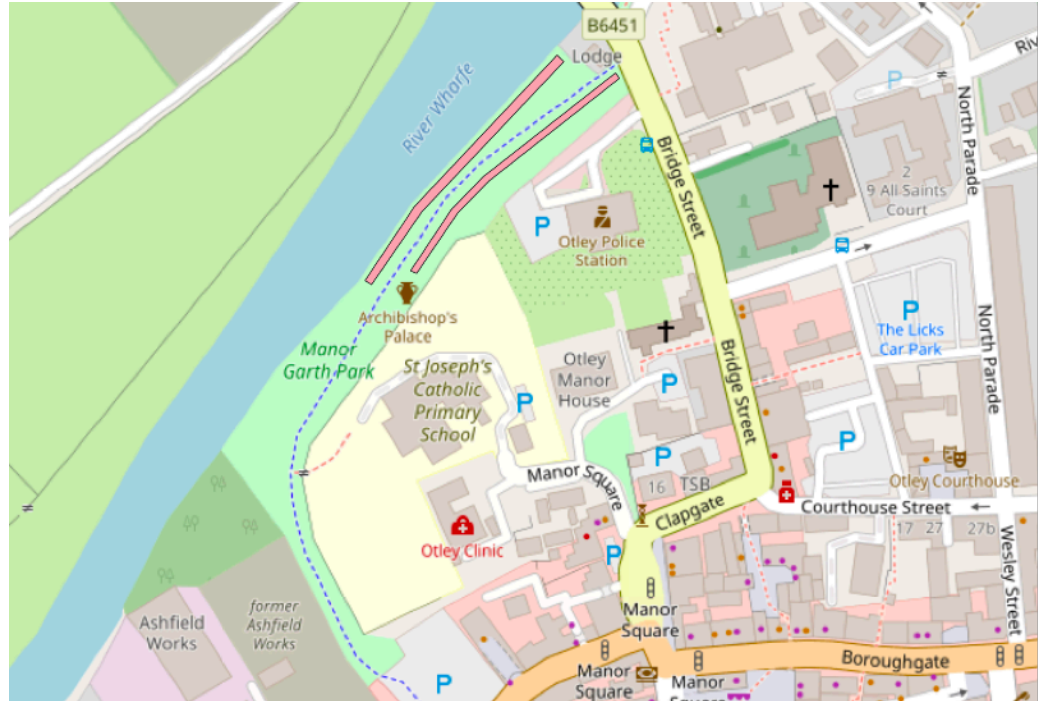 B6451
Lodge
River Wharfe
P
North Parade
Bridge Street
2
9 All Saints
Court
P
Otley Police
Station
Archibishop's
Palace
P
The Licks
Car Park
North Parade
Manor
Garth Park
St Joseph's
Catholic
Primary
School
Otley
Manor
House
Bridge Street
P
P
P
P
Manor Square
16
TSB
Otley Courthouse
Clapgate
Courthouse Street
17
27
27b
Otley Clinic
P
Wesley Street
Ashfield
Works
former
Ashfield
Works
Manor
Square
Boroughgate
Manor
Square
Manor
P